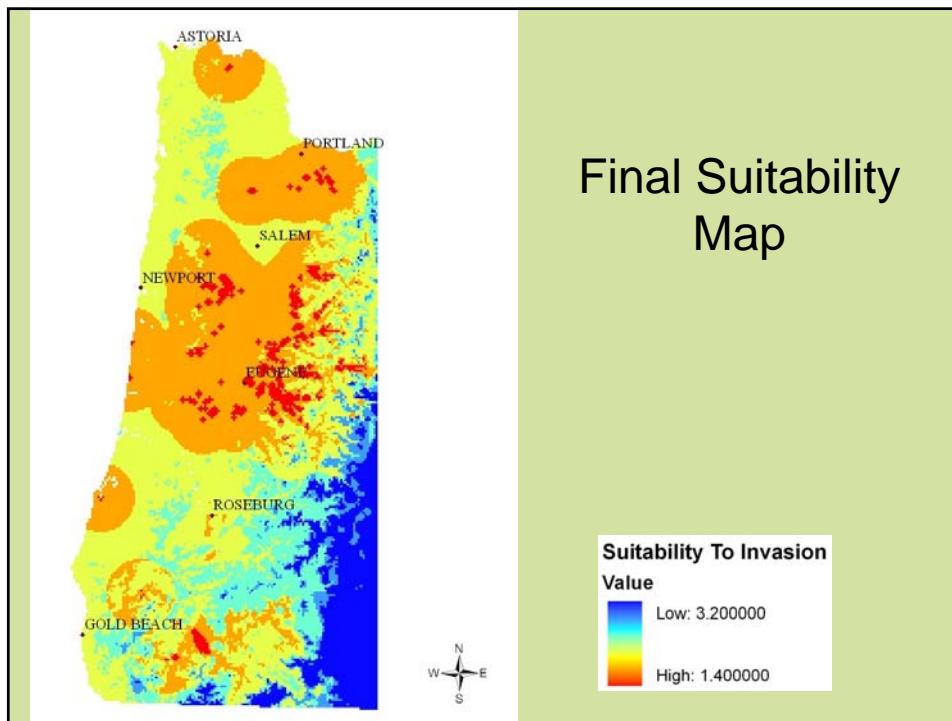 ASTORIA
PORTLAND
SALEM
NEWPORT
EUGENE
ROSEBURG
GOLD BEACH
N
W E
S
Final Suitability
Map
Suitability To Invasion
Value
Low: 3.200000
High: 1.400000